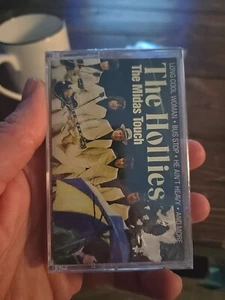 LONG COOL WOMAN • BUS STOP • HE AIN'T HEAVY • AND MORE
The Hollies
The Midas Touch